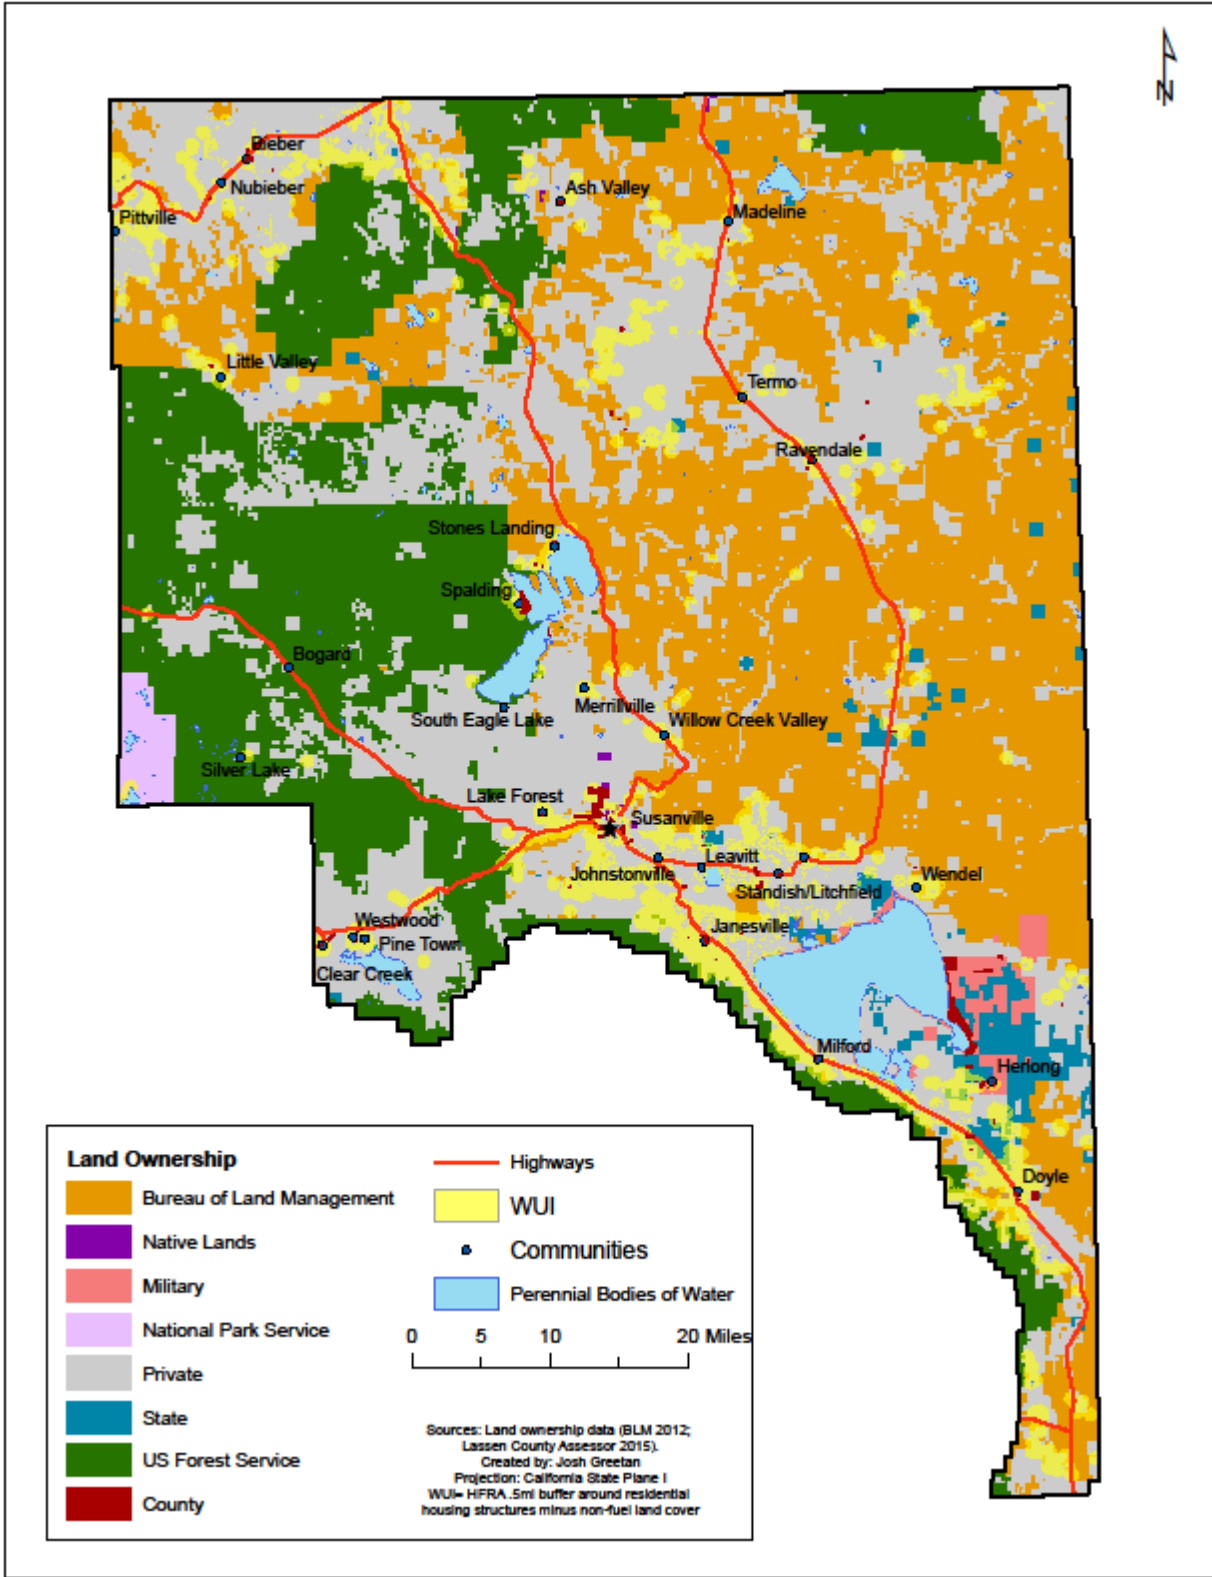 N
Bieber
Nubieber
Ash Valley
Pittville
Madeline
Little Valley
Termo
Ravendale
Stones Landing
Spalding
Bogard
Merrillville
South Eagle Lake
Willow Creek Valley
Silver Lake
Lake Forest
Susanville
Leavitt
Johnstonville
Wendel
Standish/Litchfield
Westwood
Janesville
Pine Town
Clear Creek
Milford
Herlong
Doyle
Land Ownership
Bureau of Land Management
Native Lands
Military
National Park Service
Private
State
US Forest Service
County
Highways
WUI
Communities
Perennial Bodies of Water
0 5 10 20 Miles
Sources: Land ownership data (BLM 2012;
Lassen County Assessor 2015).
Created by: Josh Greetan
Projection: California State Plane I
WUI= HFRA .5mi buffer around residential
housing structures minus non-fuel land cover